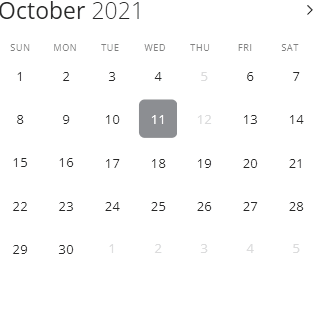 October 2021
SUN MON TUE WED THU FRI SAT
1 2 3 4 5 6 7
8 9 10 11 12 13 14
15 16 17 18 19 20 21
22 23 24 25 26 27 28
29 30 1 2 3 4 5